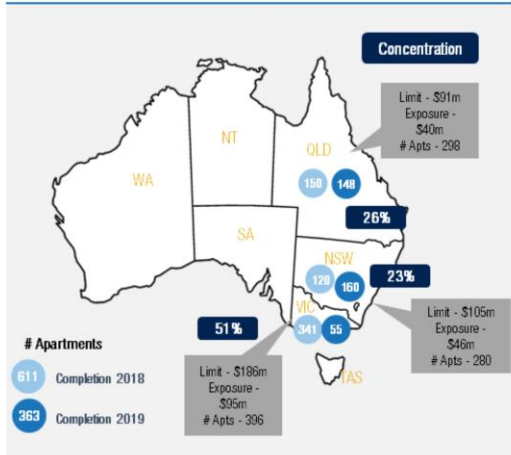 Concentration
Limit - $91m
Exposure -
$40m
# Apts - 298
NT
QLD
WA
150
148
26%
SA
NSW
23%
120
160
VIC
Limit - $105m
Exposure -
$46m
# Apts - 280
51%
341
55
# Apartments
Limit - $186m
Exposure -
$95m
# Apts - 396
TAS
611
Completion 2018
363
Completion 2019